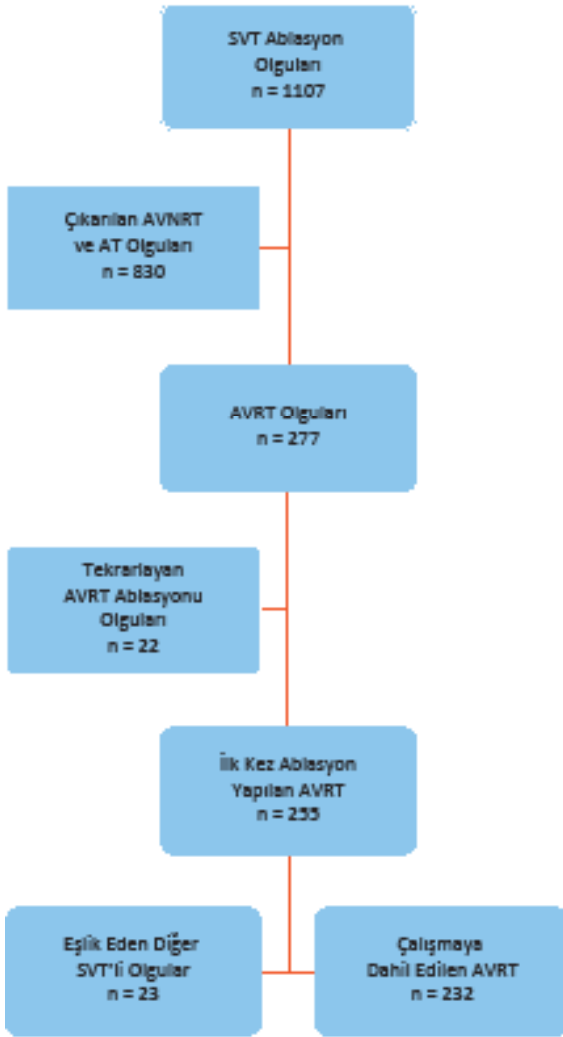 SVT Ablasyon
Olguları
n = 1107
Çıkarılan AVNRT
ve AT Olguları
n = 830
AVRT Olguları
n = 277
Tekrarlayan
AVRT Ablasyonu
Olguları
n = 22
İlk Kez Ablasyon
Yapılan AVRT
n = 255
Eşlik Eden Diğer
SVT'li Olgular
n = 23
Çalışmaya
Dahil Edilen AVRT
n = 232